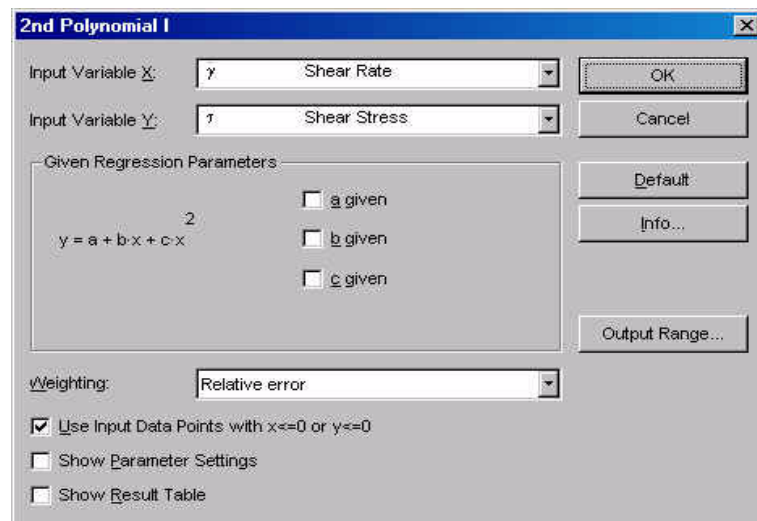 2nd Polynomial I
Input Variable X: γ Shear Rate
OK
Input Variable Y: τ Shear Stress
Cancel
Given Regression Parameters
Default
a given
Info...
y = a + b·x + c·x²
b given
c given
Output Range...
Weighting: Relative error
Use Input Data Points with x<=0 or y<=0
Show Parameter Settings
Show Result Table